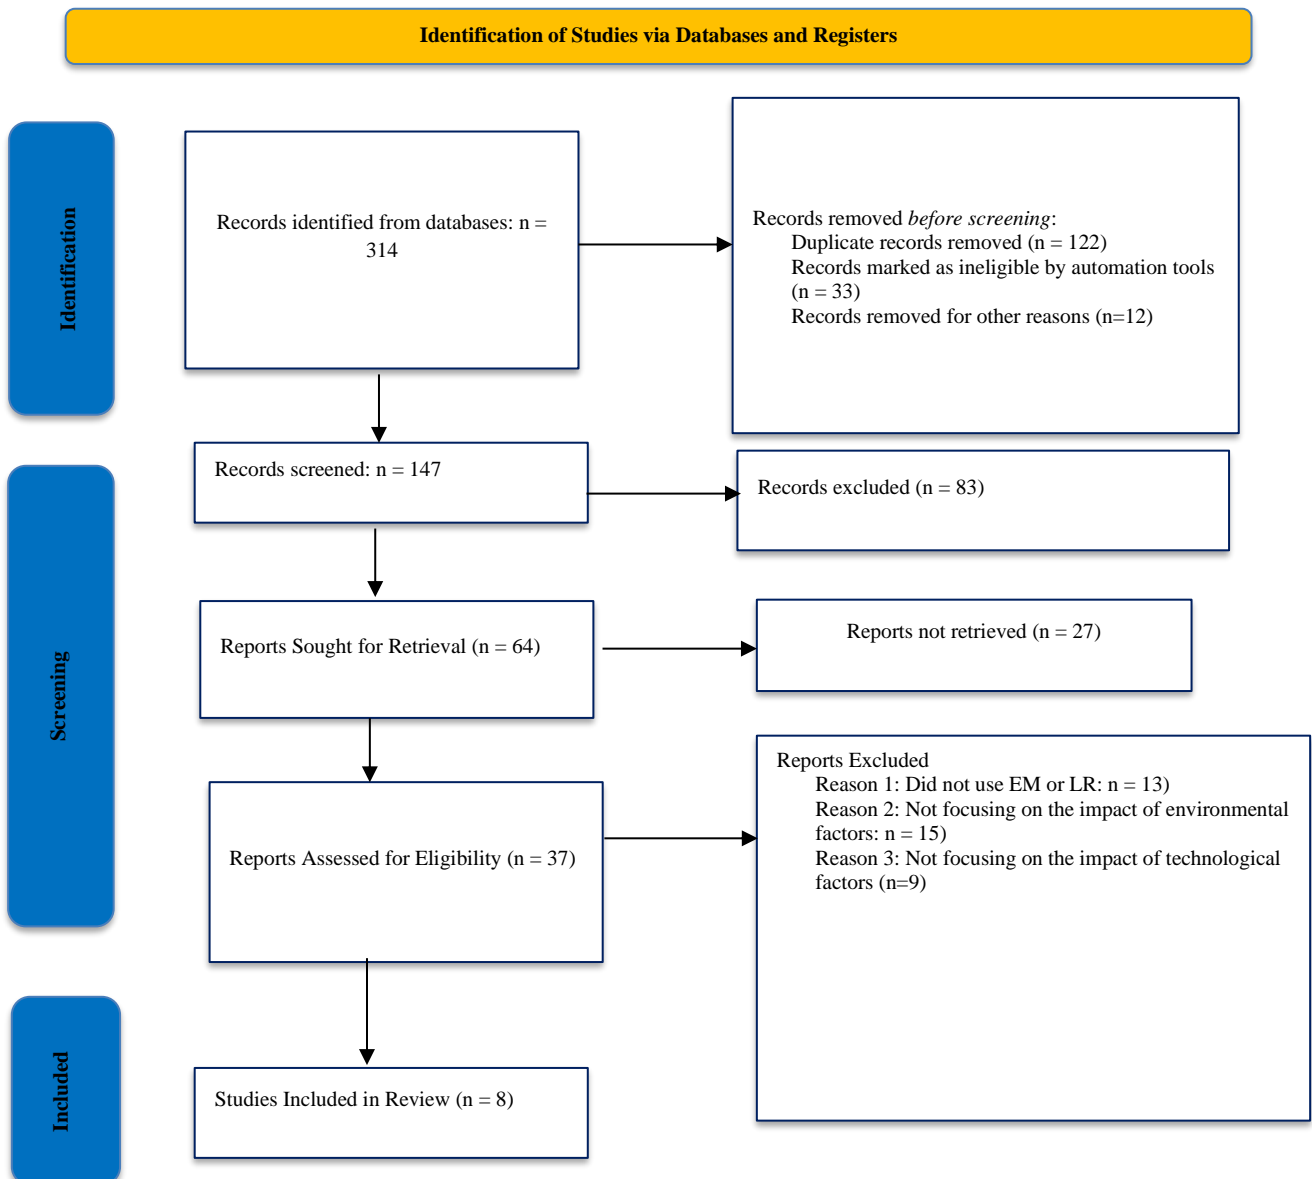 Identification of Studies via Databases and Registers
Identification
Records identified from databases: n =
314
Records removed before screening:
Duplicate records removed (n = 122)
Records marked as ineligible by automation tools
(n = 33)
Records removed for other reasons (n=12)
Screening
Records screened: n = 147
Records excluded (n = 83)
Reports Sought for Retrieval (n = 64)
Reports not retrieved (n = 27)
Reports Assessed for Eligibility (n = 37)
Reports Excluded
Reason 1: Did not use EM or LR: n = 13)
Reason 2: Not focusing on the impact of environmental
factors: n = 15)
Reason 3: Not focusing on the impact of technological
factors (n=9)
Included
Studies Included in Review (n = 8)